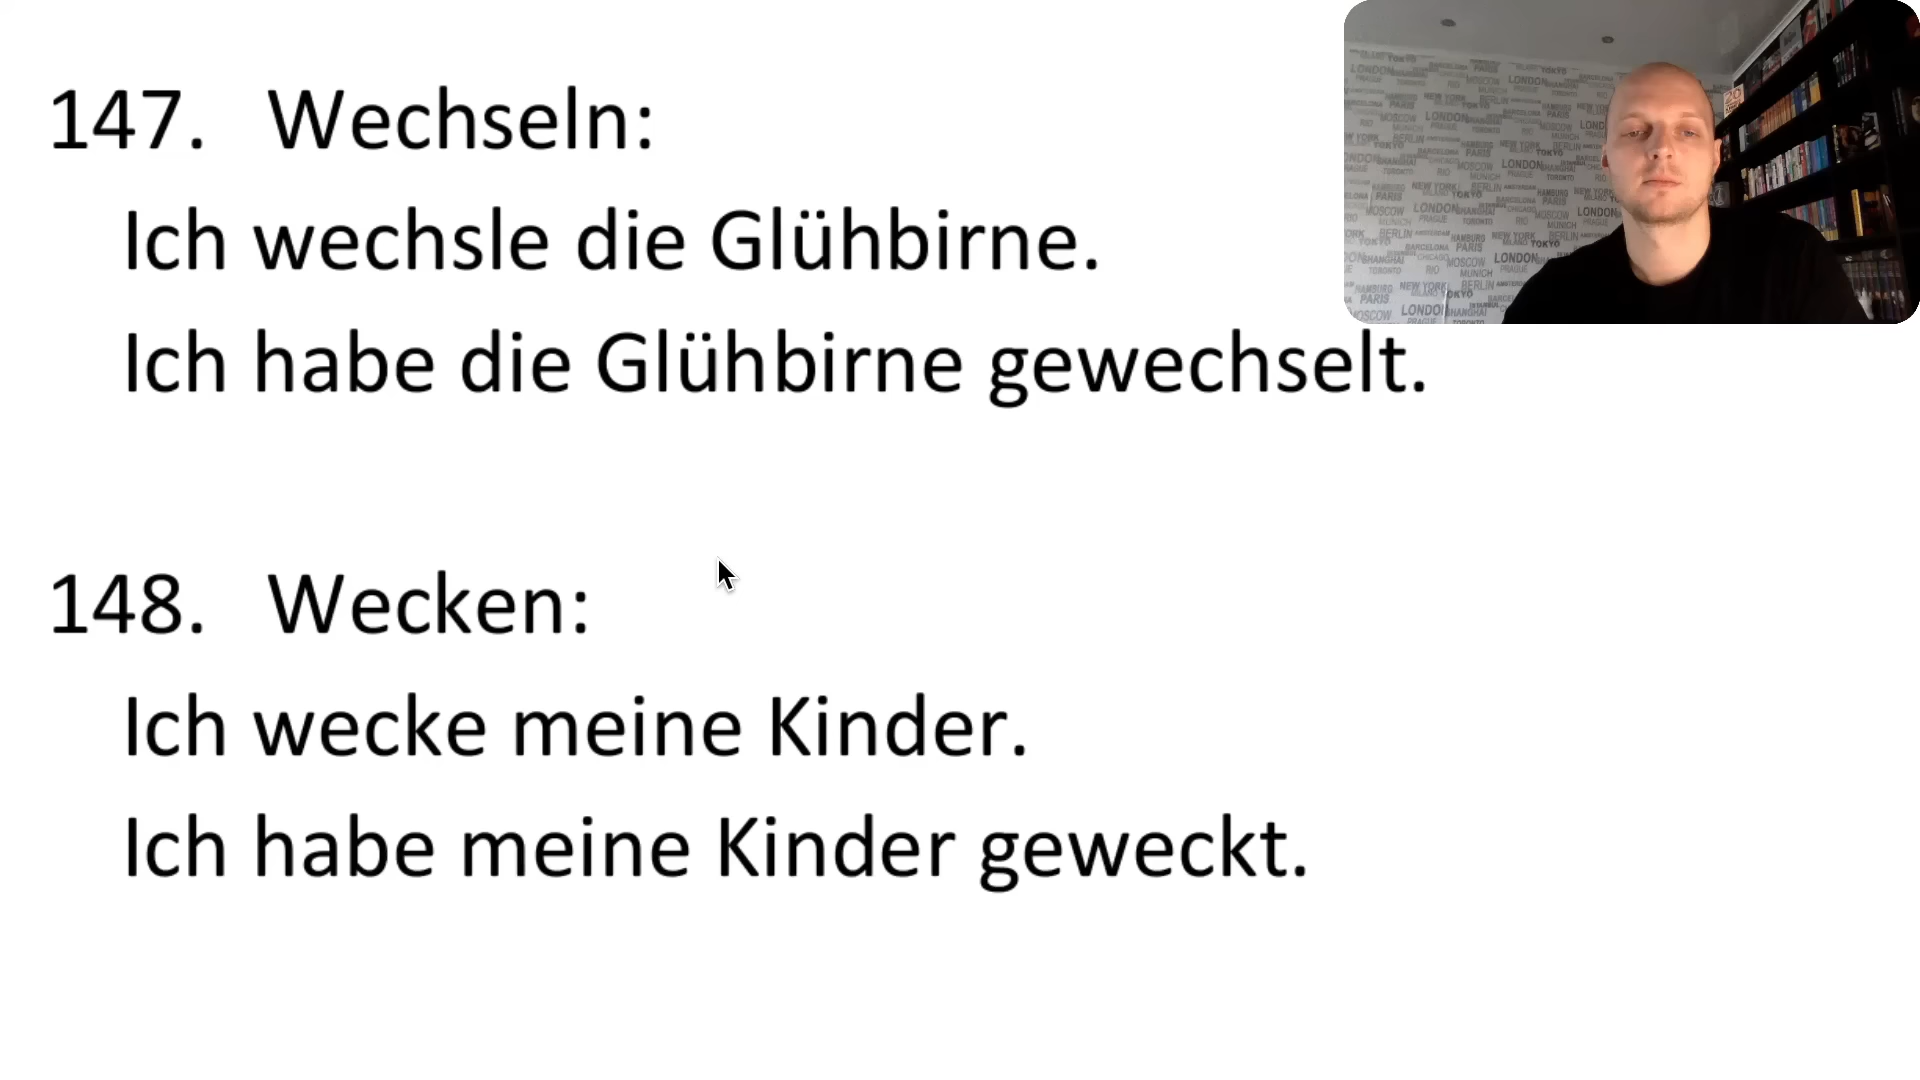 147. Wechseln:
Ich wechsle die Glühbirne.
Ich habe die Glühbirne gewechselt.
148. Wecken:
Ich wecke meine Kinder.
Ich habe meine Kinder geweckt.